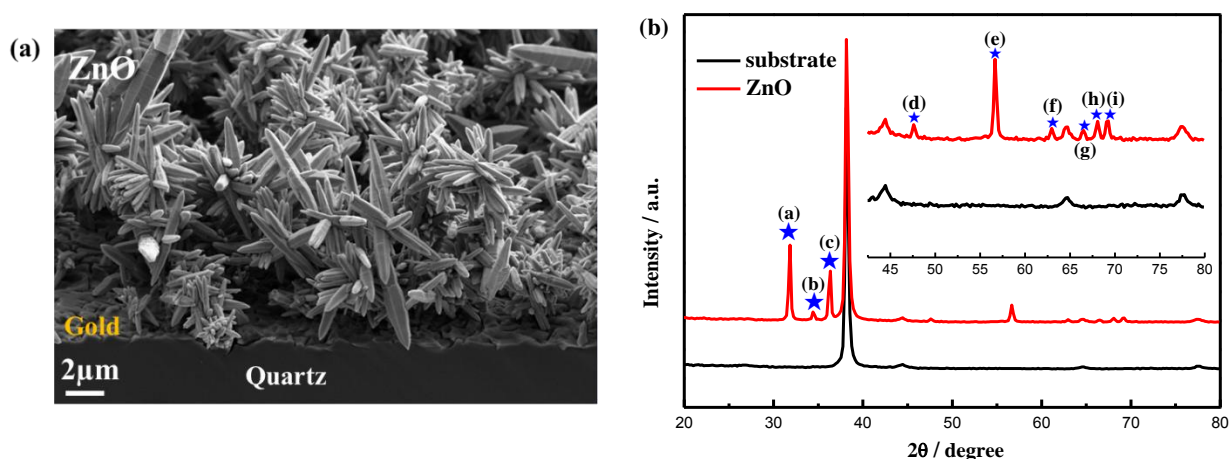 (a)
ZnO
Gold
2µm
Quartz
(b)
substrate
ZnO
(a)
(b)
(c)
(d)
(e)
(f)
(g)
(h)
(i)
45 50 55 60 65 70 75 80
Intensity / a.u.
20 30 40 50 60 70 80
2θ / degree